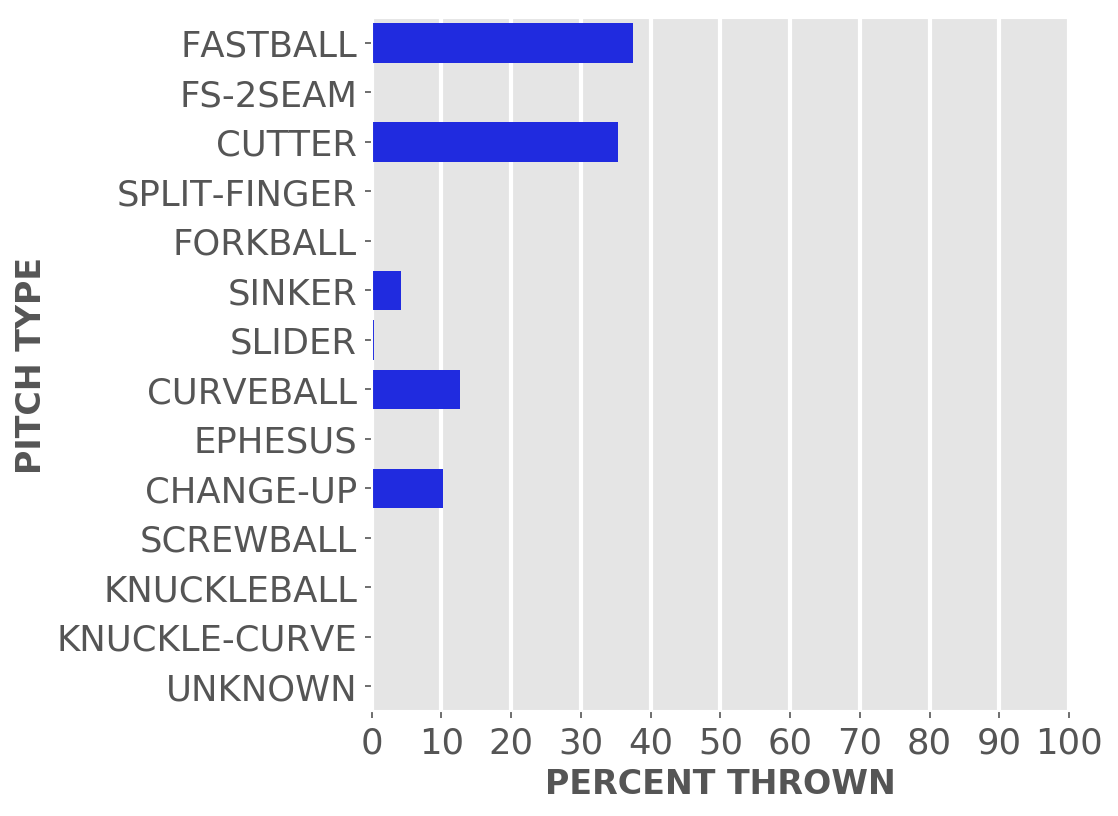 PITCH TYPE
FASTBALL
FS-2SEAM
CUTTER
SPLIT-FINGER
FORKBALL
SINKER
SLIDER
CURVEBALL
EPHESUS
CHANGE-UP
SCREWBALL
KNUCKLEBALL
KNUCKLE-CURVE
UNKNOWN
0 10 20 30 40 50 60 70 80 90 100
PERCENT THROWN